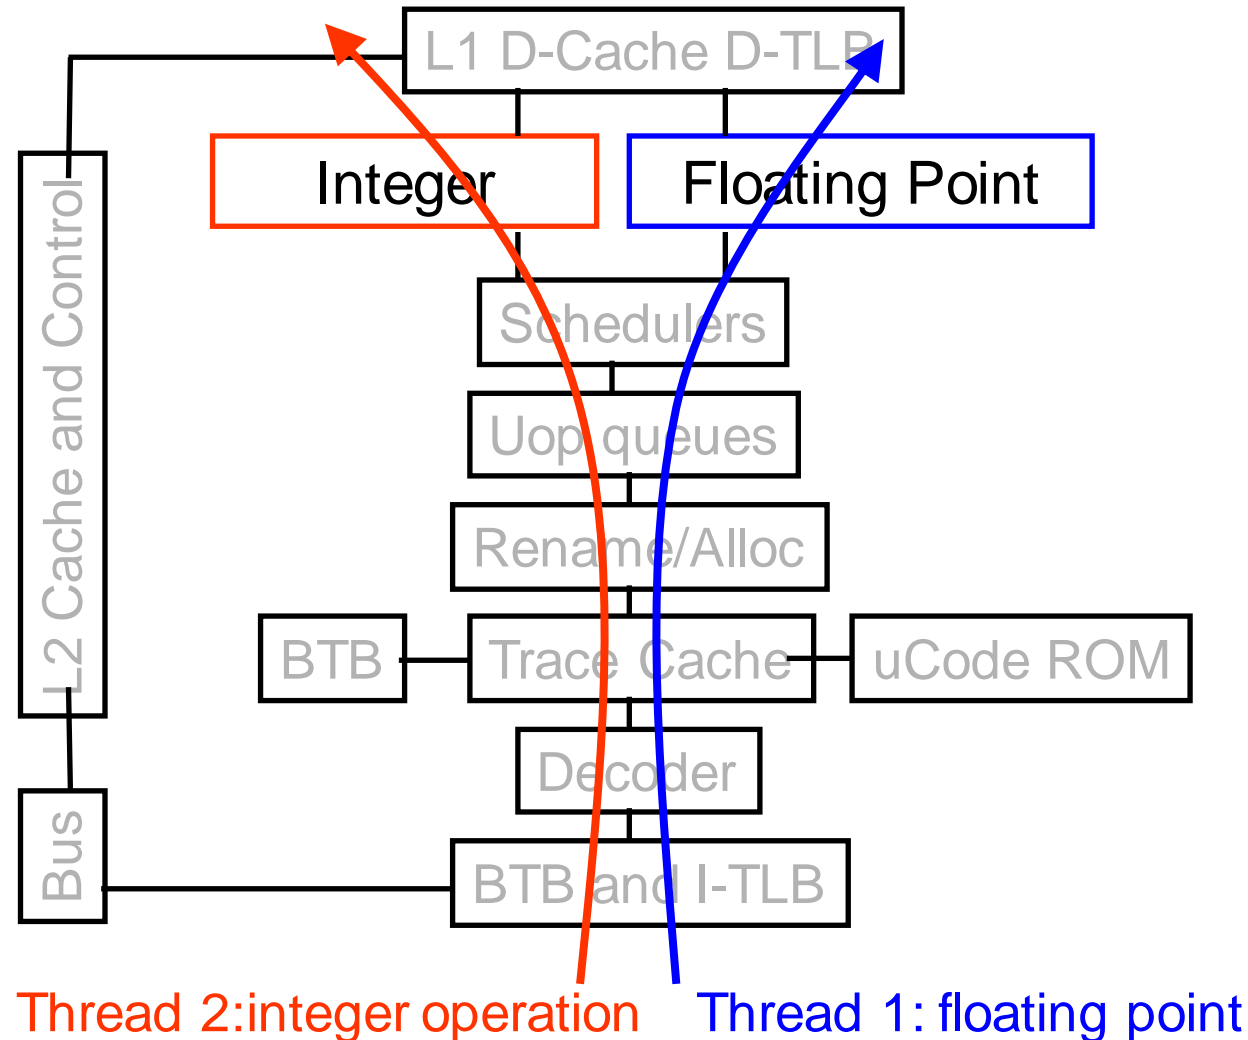 L1 D-Cache D-TLB
Integer
Floating Point
L2 Cache and Control
Schedulers
Uop queues
Rename/Alloc
BTB
Trace Cache
uCode ROM
Decoder
Bus
BTB and I-TLB
Thread 2:integer operation
Thread 1: floating point